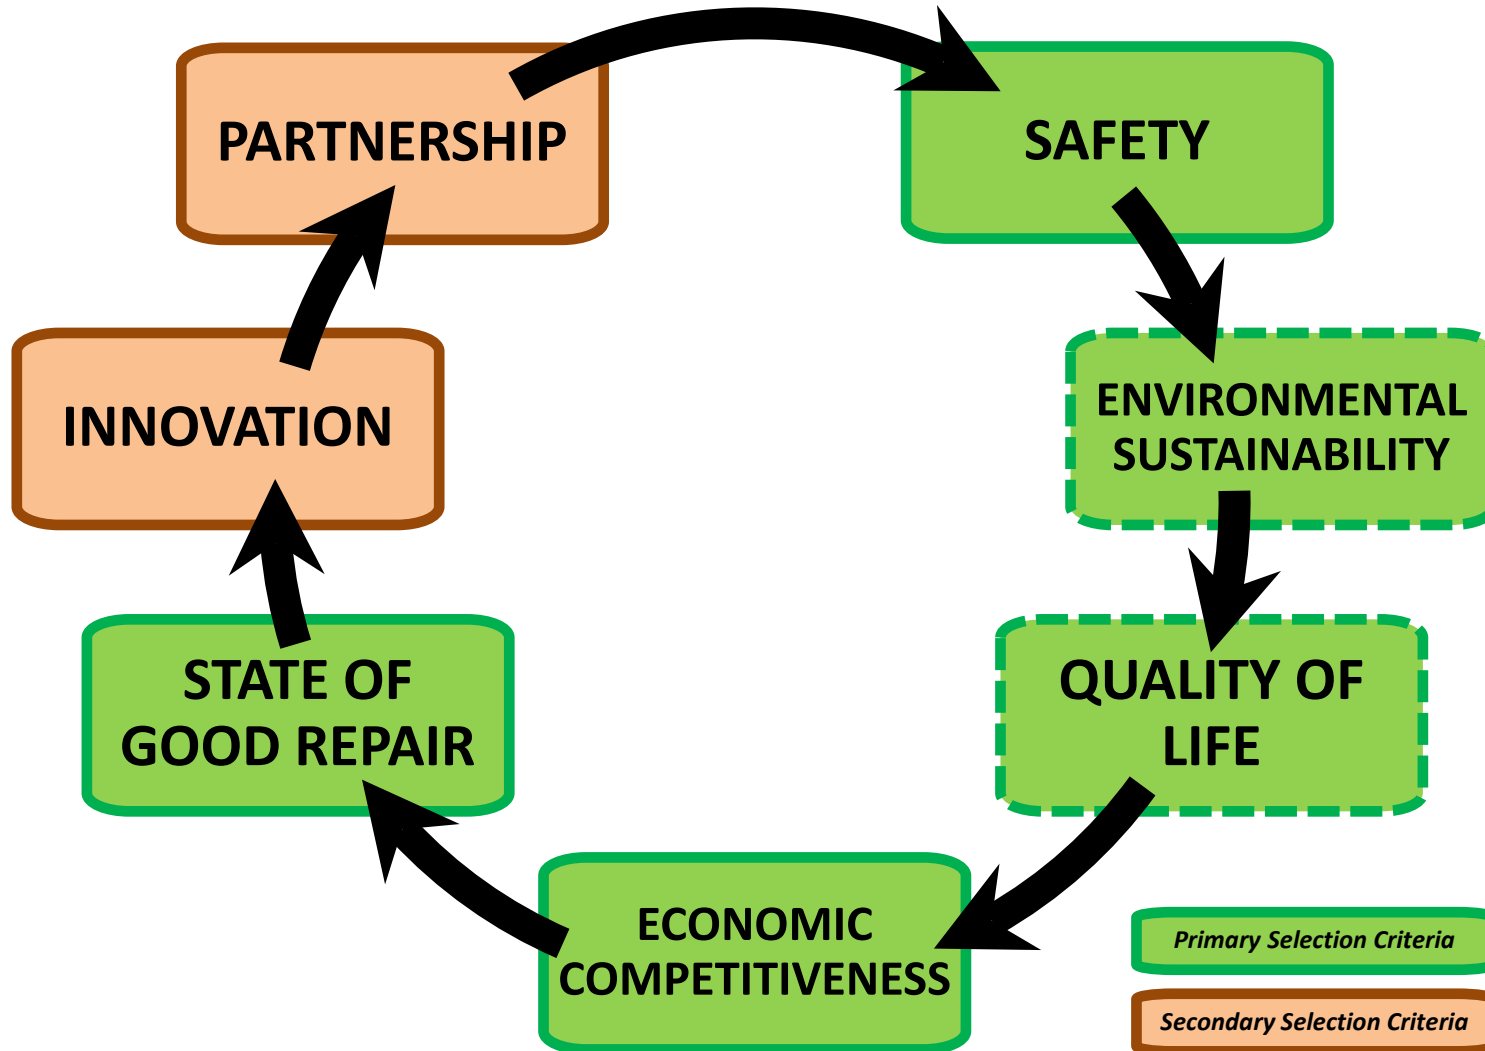 PARTNERSHIP
SAFETY
ENVIRONMENTAL
SUSTAINABILITY
QUALITY OF
LIFE
ECONOMIC
COMPETITIVENESS
STATE OF
GOOD REPAIR
INNOVATION
Primary Selection Criteria
Secondary Selection Criteria